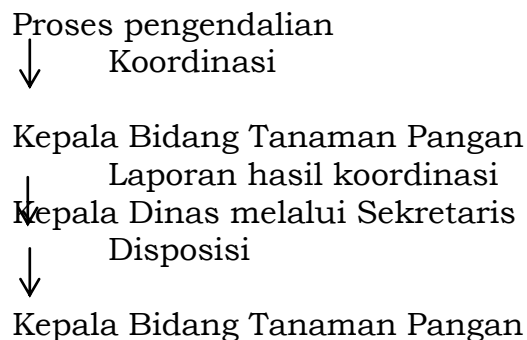 Proses pengendalian
Koordinasi
Kepala Bidang Tanaman Pangan
Laporan hasil koordinasi
Kepala Dinas melalui Sekretaris
Disposisi
Kepala Bidang Tanaman Pangan